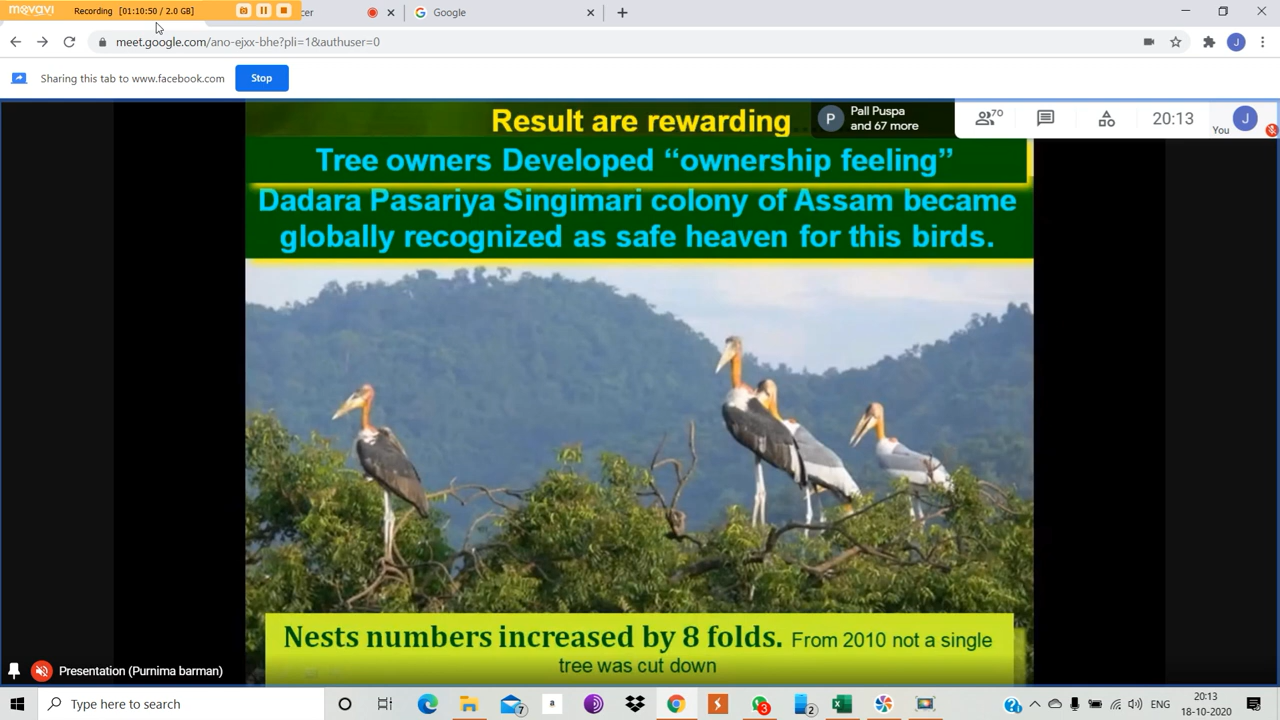 movavi
Recording [01:10:50 / 2.0 GB]
cer
Google
meet.google.com/ano-ejxx-bhe?pli=1&authuser=0
J
Sharing this tab to www.facebook.com
Stop
Result are rewarding
P
Pall Puspa
and 67 more
70
20:13
You
J
Tree owners Developed “ownership feeling”
Dadara Pasariya Singimari colony of Assam became
globally recognized as safe heaven for this birds.
Nests numbers increased by 8 folds. From 2010 not a single
tree was cut down
Presentation (Purnima barman)
Type here to search
7
a
3
2
ENG
20:13
18-10-2020